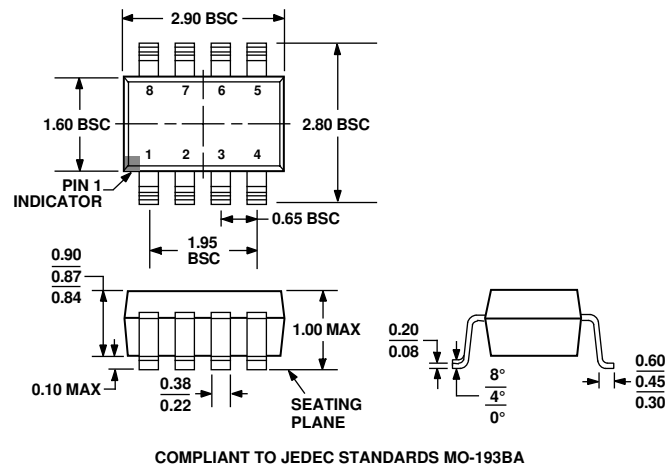 2.90 BSC
8 7 6 5
1.60 BSC
2.80 BSC
1 2 3 4
PIN 1
INDICATOR
0.65 BSC
1.95
BSC
0.90
0.87
0.84
1.00 MAX
0.10 MAX
0.38
0.22
SEATING
PLANE
0.20
0.08
8°
4°
0°
0.60
0.45
0.30
COMPLIANT TO JEDEC STANDARDS MO-193BA